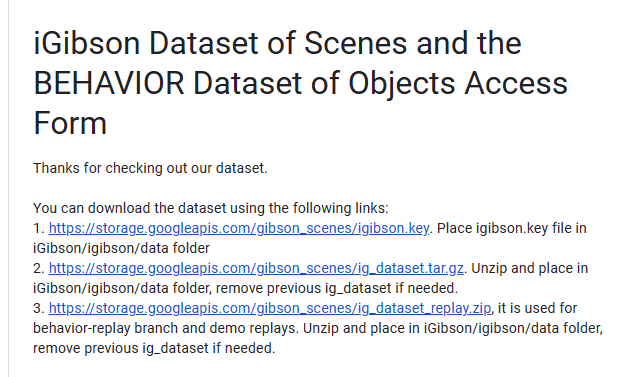 iGibson Dataset of Scenes and the
BEHAVIOR Dataset of Objects Access
Form
Thanks for checking out our dataset.
You can download the dataset using the following links:
1. https://storage.googleapis.com/gibson_scenes/igibson.key. Place igibson.key file in
iGibson/igibson/data folder
2. https://storage.googleapis.com/gibson_scenes/ig_dataset.tar.gz. Unzip and place in
iGibson/igibson/data folder, remove previous ig_dataset if needed.
3. https://storage.googleapis.com/gibson_scenes/ig_dataset_replay.zip, it is used for
behavior-replay branch and demo replays. Unzip and place in iGibson/igibson/data folder,
remove previous ig_dataset if needed.